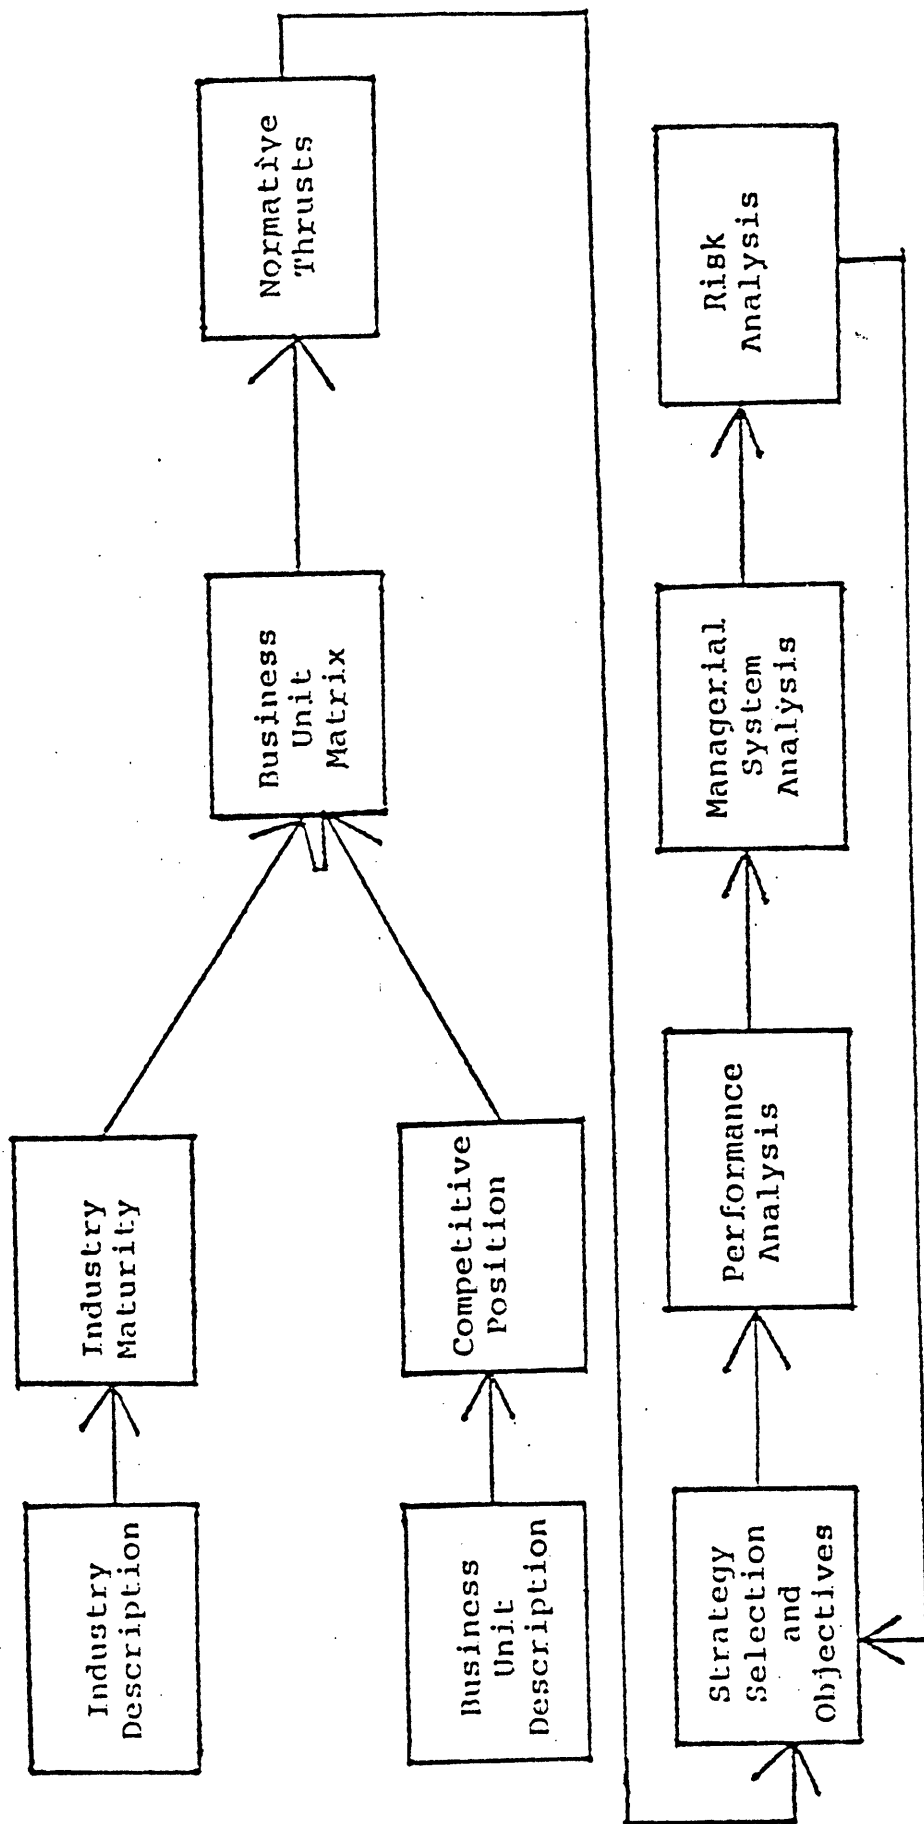 Industry
Description
Industry
Maturity
Business
Unit
Description
Competitive
Position
Business
Unit
Matrix
Normative
Thrusts
Strategy
Selection
and
Objectives
Performance
Analysis
Managerial
System
Analysis
Risk
Analysis